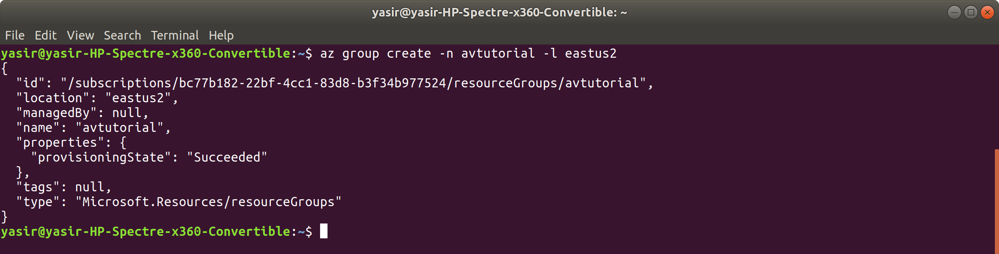 yasir@yasir-HP-Spectre-x360-Convertible: ~
File Edit View Search Terminal Help
yasir@yasir-HP-Spectre-x360-Convertible:~$ az group create -n avtutorial -l eastus2
{
  "id": "/subscriptions/bc77b182-22bf-4cc1-83d8-b3f34b977524/resourceGroups/avtutorial",
  "location": "eastus2",
  "managedBy": null,
  "name": "avtutorial",
  "properties": {
    "provisioningState": "Succeeded"
  },
  "tags": null,
  "type": "Microsoft.Resources/resourceGroups"
}
yasir@yasir-HP-Spectre-x360-Convertible:~$